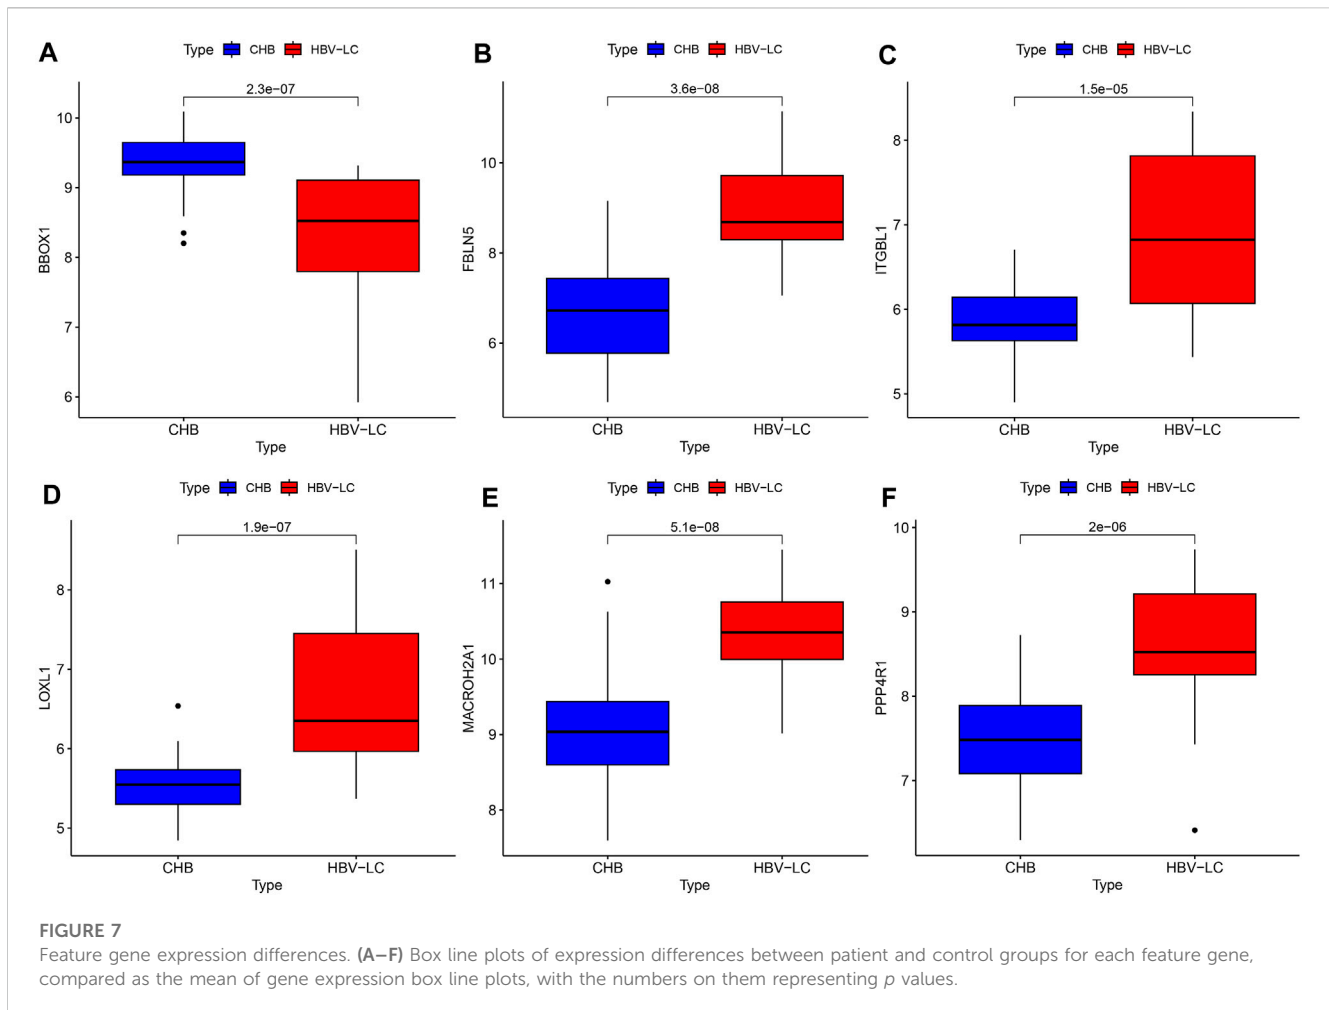 A
Type CHB HBV−LC
2.3e−07
10
9
8
7
6
BBOX1
CHB HBV−LC
Type
B
Type CHB HBV−LC
3.6e−08
10
8
6
FBLN5
CHB HBV−LC
Type
C
Type CHB HBV−LC
1.5e−05
8
7
6
5
ITGBL1
CHB HBV−LC
Type
D
Type CHB HBV−LC
1.9e−07
8
7
6
5
LOXL1
CHB HBV−LC
Type
E
Type CHB HBV−LC
5.1e−08
11
10
9
8
MACROH2A1
CHB HBV−LC
Type
F
Type CHB HBV−LC
2e−06
10
9
8
7
PPP4R1
CHB HBV−LC
Type
FIGURE 7
Feature gene expression differences. (A–F) Box line plots of expression differences between patient and control groups for each feature gene,
compared as the mean of gene expression box line plots, with the numbers on them representing p values.